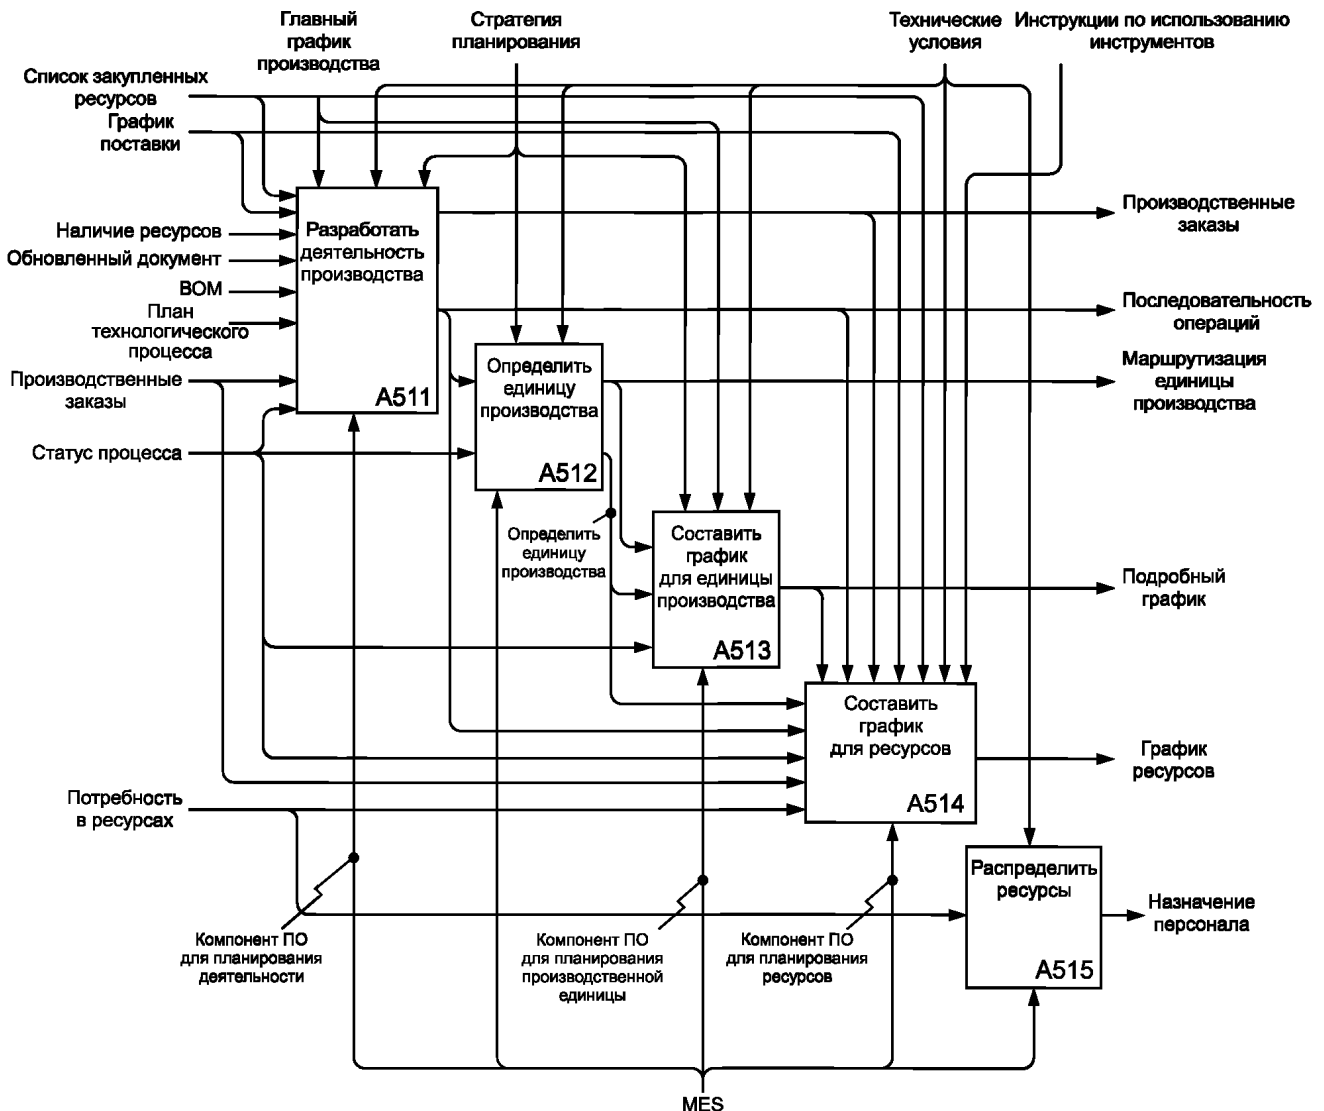 Главный
график
производства
Стратегия
планирования
Технические
условия
Инструкции по использованию
инструментов
Список закупленных
ресурсов
График
поставки
Наличие ресурсов
Обновленный документ
BOM
План
технологического
процесса
Производственные
заказы
Статус процесса
Потребность
в ресурсах
Разработать
деятельность
производства
A511
Определить
единицу
производства
A512
Определить
единицу
производства
Составить
график
для единицы
производства
A513
Составить
график
для ресурсов
A514
Распределить
ресурсы
A515
Производственные
заказы
Последовательность
операций
Маршрутизация
единицы
производства
Подробный
график
График
ресурсов
Назначение
персонала
Компонент ПО
для планирования
деятельности
Компонент ПО
для планирования
производственной
единицы
Компонент ПО
для планирования
ресурсов
MES